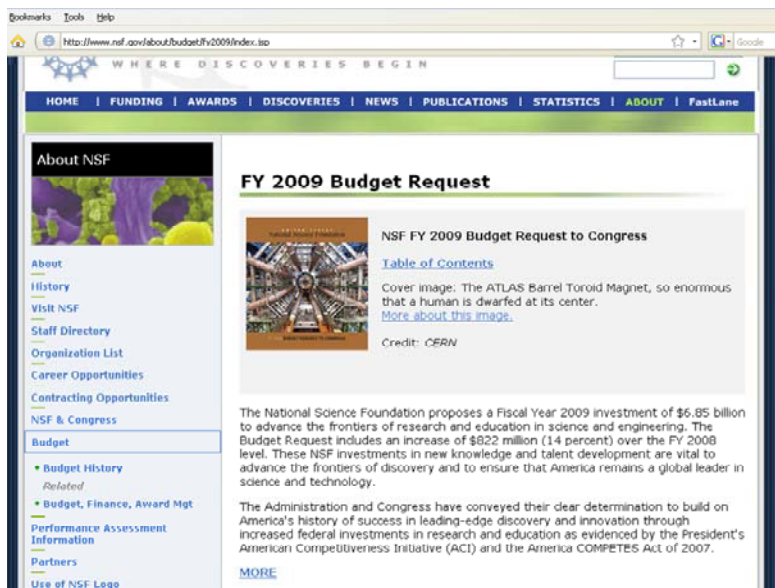 Bookmarks Tools Help
http://www.nsf.gov/about/budget/fy2009/index.jsp
Google
WHERE DISCOVERIES BEGIN
HOME | FUNDING | AWARDS | DISCOVERIES | NEWS | PUBLICATIONS | STATISTICS | ABOUT | FastLane
About NSF
About
History
Visit NSF
Staff Directory
Organization List
Career Opportunities
Contracting Opportunities
NSF & Congress
Budget
Budget History
Related
Budget, Finance, Award Mgt
Performance Assessment
Information
Partners
Use of NSF Logo
FY 2009 Budget Request
NSF FY 2009 Budget Request to Congress
Table of Contents
Cover image: The ATLAS Barrel Toroid Magnet, so enormous
that a human is dwarfed at its center.
More about this image.
Credit: CERN
The National Science Foundation proposes a Fiscal Year 2009 investment of $6.85 billion
to advance the frontiers of research and education in science and engineering. The
Budget Request includes an increase of $822 million (14 percent) over the FY 2008
level. These NSF investments in new knowledge and talent development are vital to
advance the frontiers of discovery and to ensure that America remains a global leader in
science and technology.
The Administration and Congress have conveyed their clear determination to build on
America's history of success in leading-edge discovery and innovation through
increased federal investments in research and education as evidenced by the President's
American Competitiveness Initiative (ACI) and the America COMPETES Act of 2007.
MORE